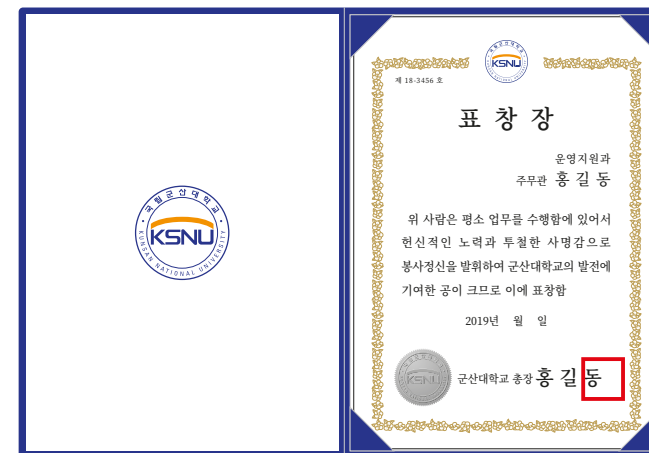 국립군산대학교
KSNU
KUNSAN NATIONAL UNIVERSITY
KSNU
제 18-3456 호
표 창 장
운영지원과
주무관 홍 길 동
위 사람은 평소 업무를 수행함에 있어서
헌신적인 노력과 투철한 사명감으로
봉사정신을 발휘하여 군산대학교의 발전에
기여한 공이 크므로 이에 표창함
2019년 월 일
KSNU
군산대학교 총장 홍 길 동